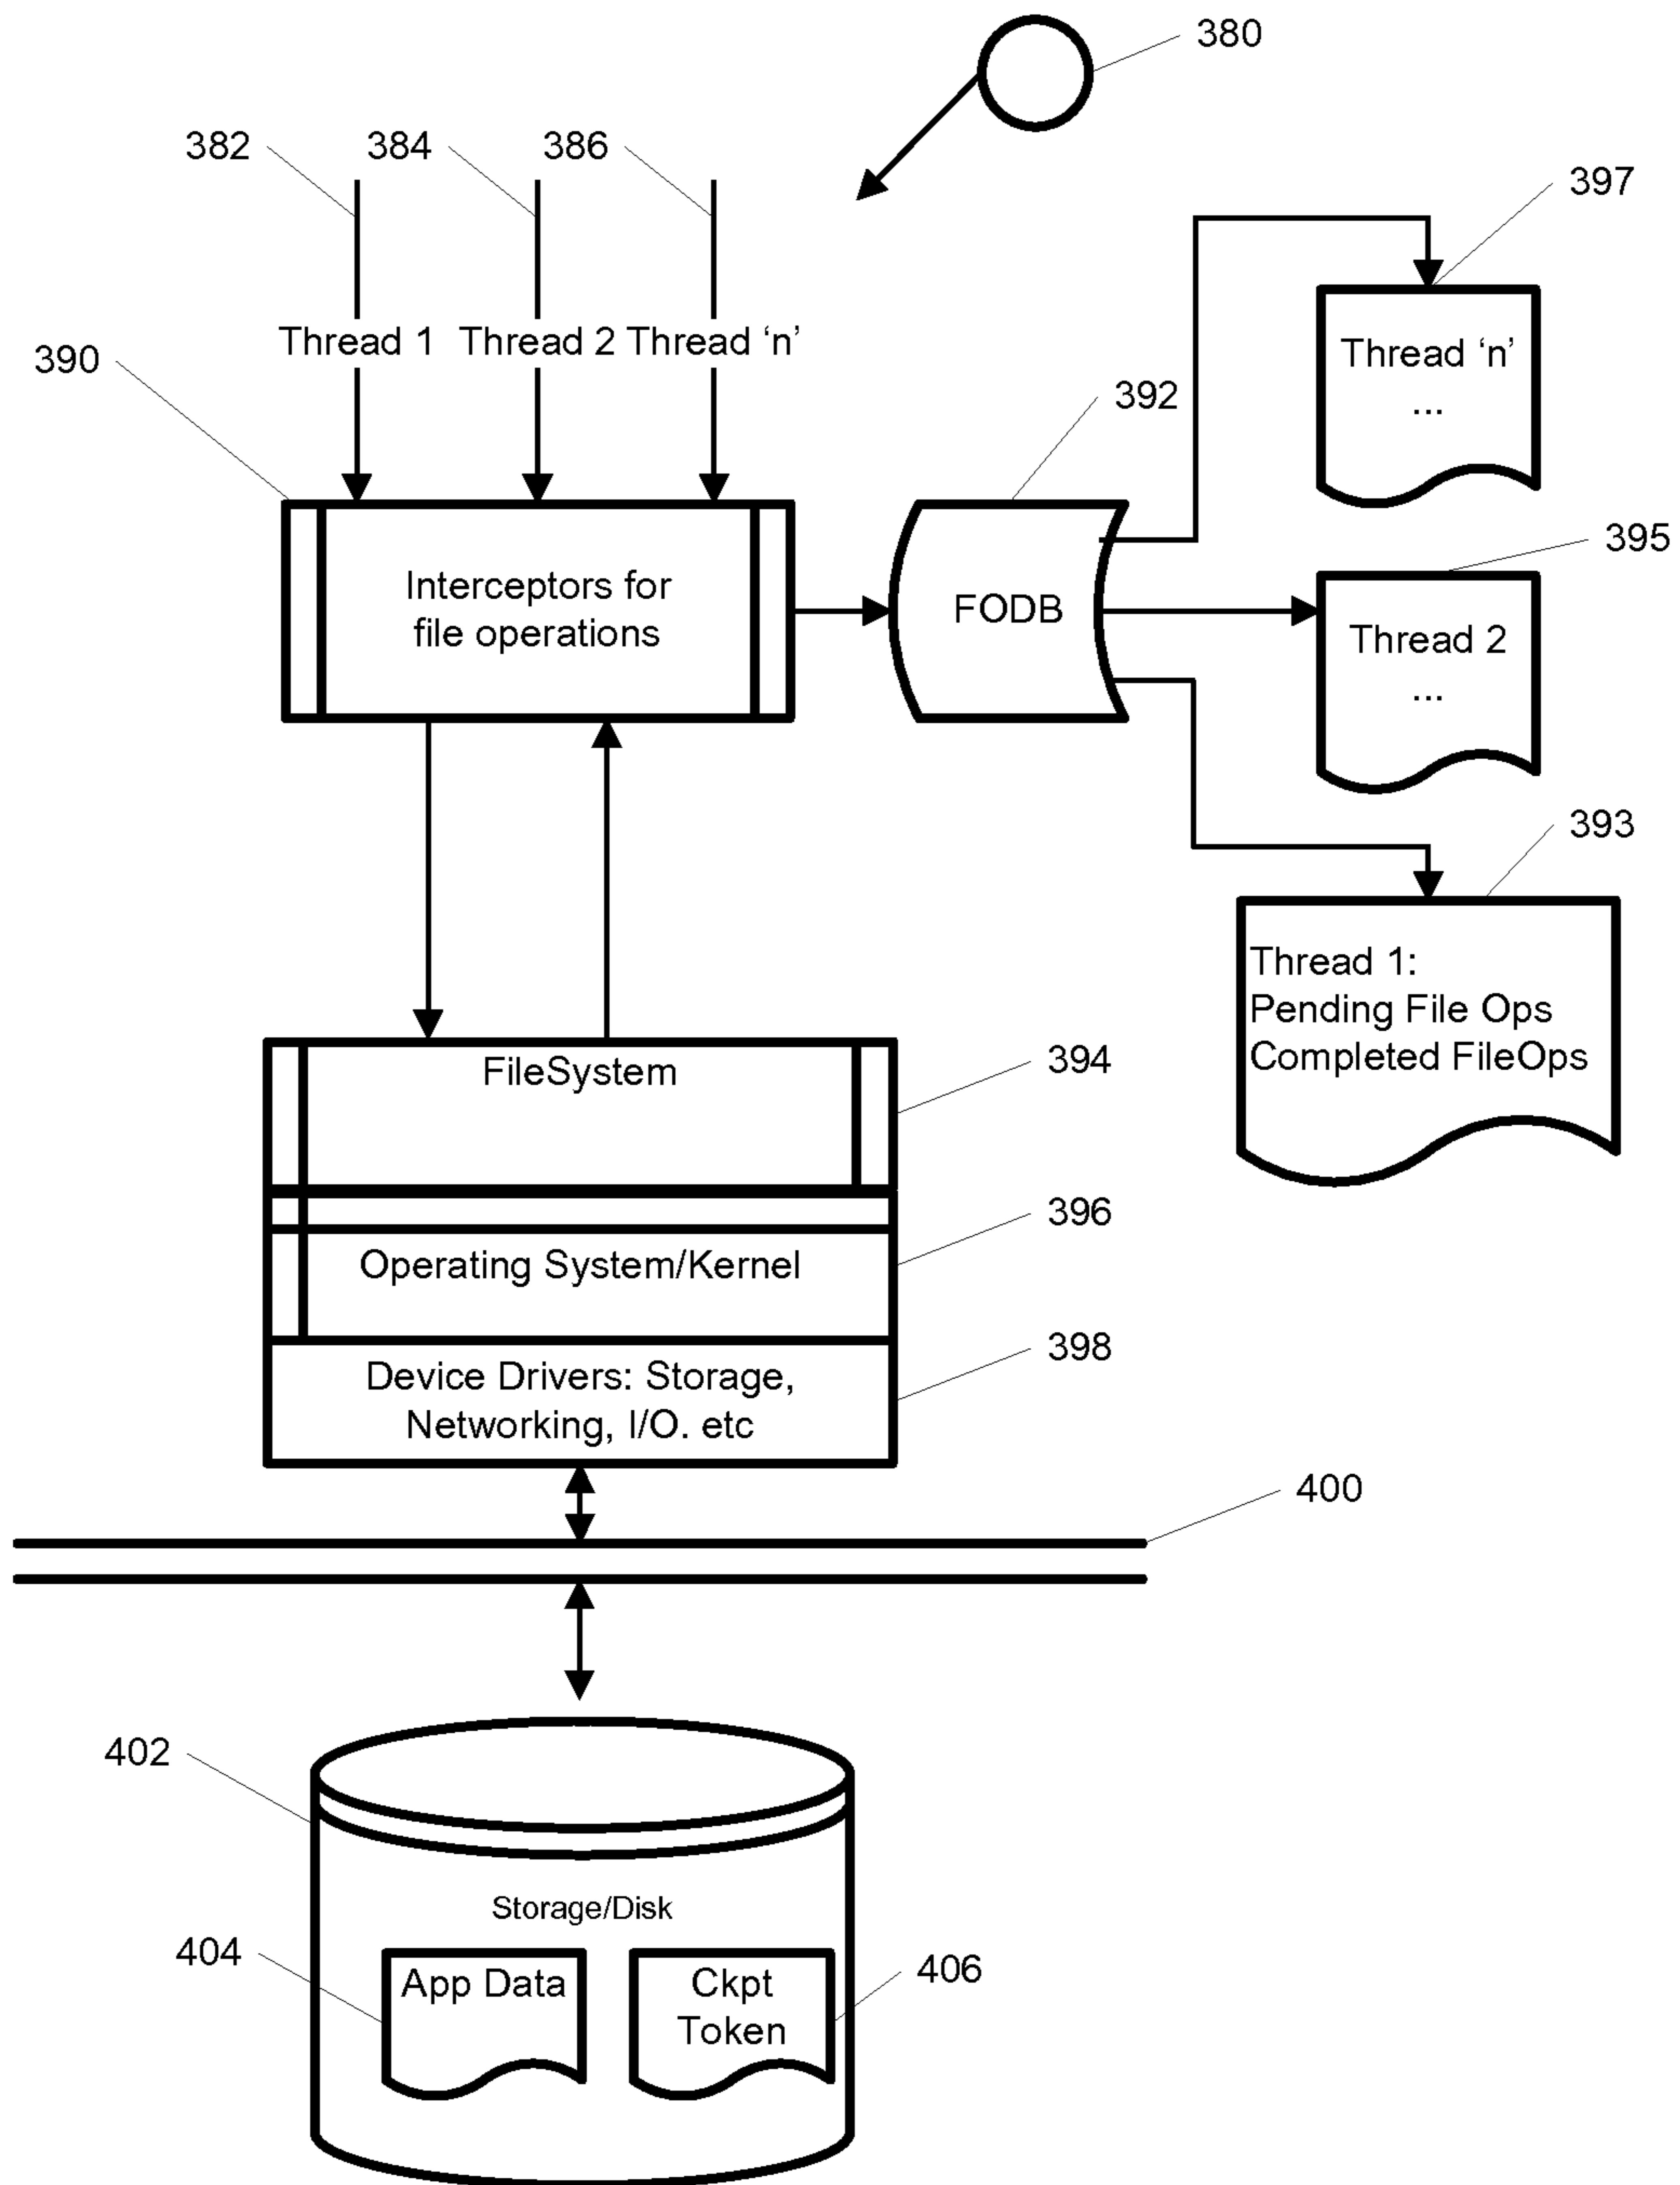 380
382
384
386
397
Thread 1
Thread 2
Thread ‘n’
390
392
Thread ‘n’
...
395
Interceptors for
file operations
FODB
Thread 2
...
393
Thread 1:
Pending File Ops
Completed FileOps
FileSystem
394
396
Operating System/Kernel
398
Device Drivers: Storage,
Networking, I/O. etc
400
402
Storage/Disk
404
App Data
Ckpt
Token
406